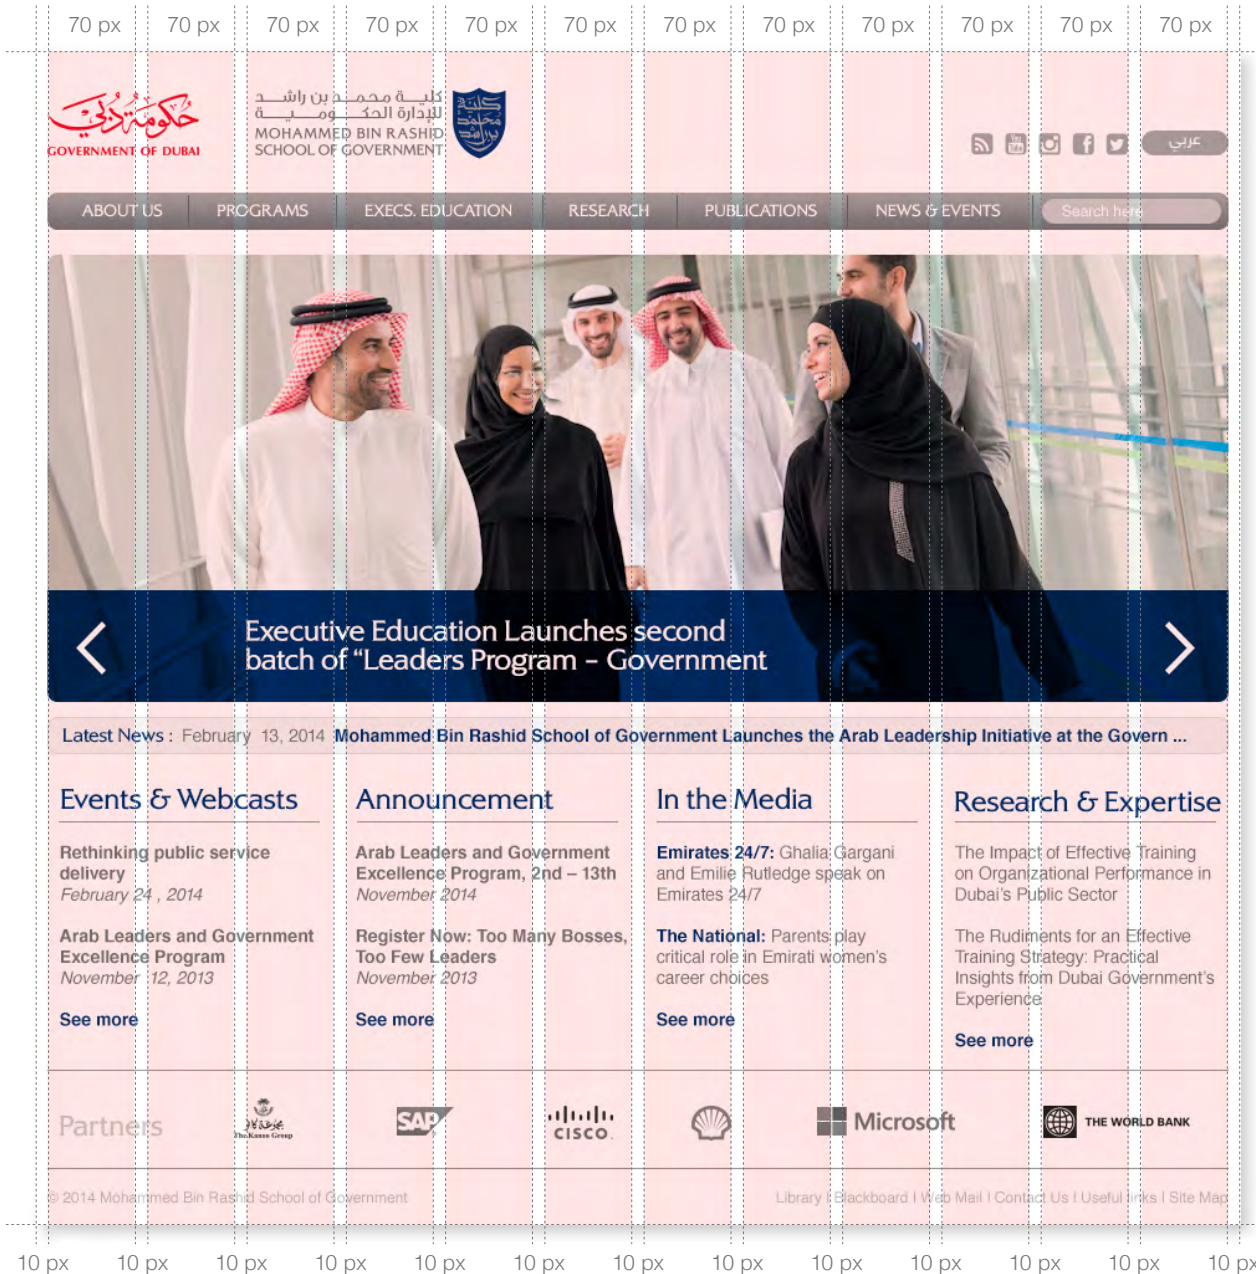 70 px 70 px 70 px 70 px 70 px 70 px 70 px 70 px 70 px 70 px 70 px 70 px
حكومة دبي
GOVERNMENT OF DUBAI
كليـــة محمـــد بن راشد
للإدارة الحكـــوميـــة
MOHAMMED BIN RASHID
SCHOOL OF GOVERNMENT
كلية
محمد
بن راشد
You
Tube
عربي
ABOUT US PROGRAMS EXECS. EDUCATION RESEARCH PUBLICATIONS NEWS & EVENTS Search here
Executive Education Launches second
batch of “Leaders Program – Government
Latest News : February 13, 2014 Mohammed Bin Rashid School of Government Launches the Arab Leadership Initiative at the Govern ...
Events & Webcasts
Rethinking public service
delivery
February 24 , 2014
Arab Leaders and Government
Excellence Program
November 12, 2013
See more
Announcement
Arab Leaders and Government
Excellence Program, 2nd – 13th
November 2014
Register Now: Too Many Bosses,
Too Few Leaders
November 2013
See more
In the Media
Emirates 24/7: Ghalia Gargani
and Emilie Rutledge speak on
Emirates 24/7
The National: Parents play
critical role in Emirati women’s
career choices
See more
Research & Expertise
The Impact of Effective Training
on Organizational Performance in
Dubai’s Public Sector
The Rudiments for an Effective
Training Strategy: Practical
Insights from Dubai Government’s
Experience
See more
Partners
مجموعة كانو
The Kanoo Group
SAP
CISCO
Microsoft
THE WORLD BANK
© 2014 Mohammed Bin Rashid School of Government
Library | Blackboard | Web Mail | Contact Us | Useful links | Site Map
10 px 10 px 10 px 10 px 10 px 10 px 10 px 10 px 10 px 10 px 10 px 10 px 10 px